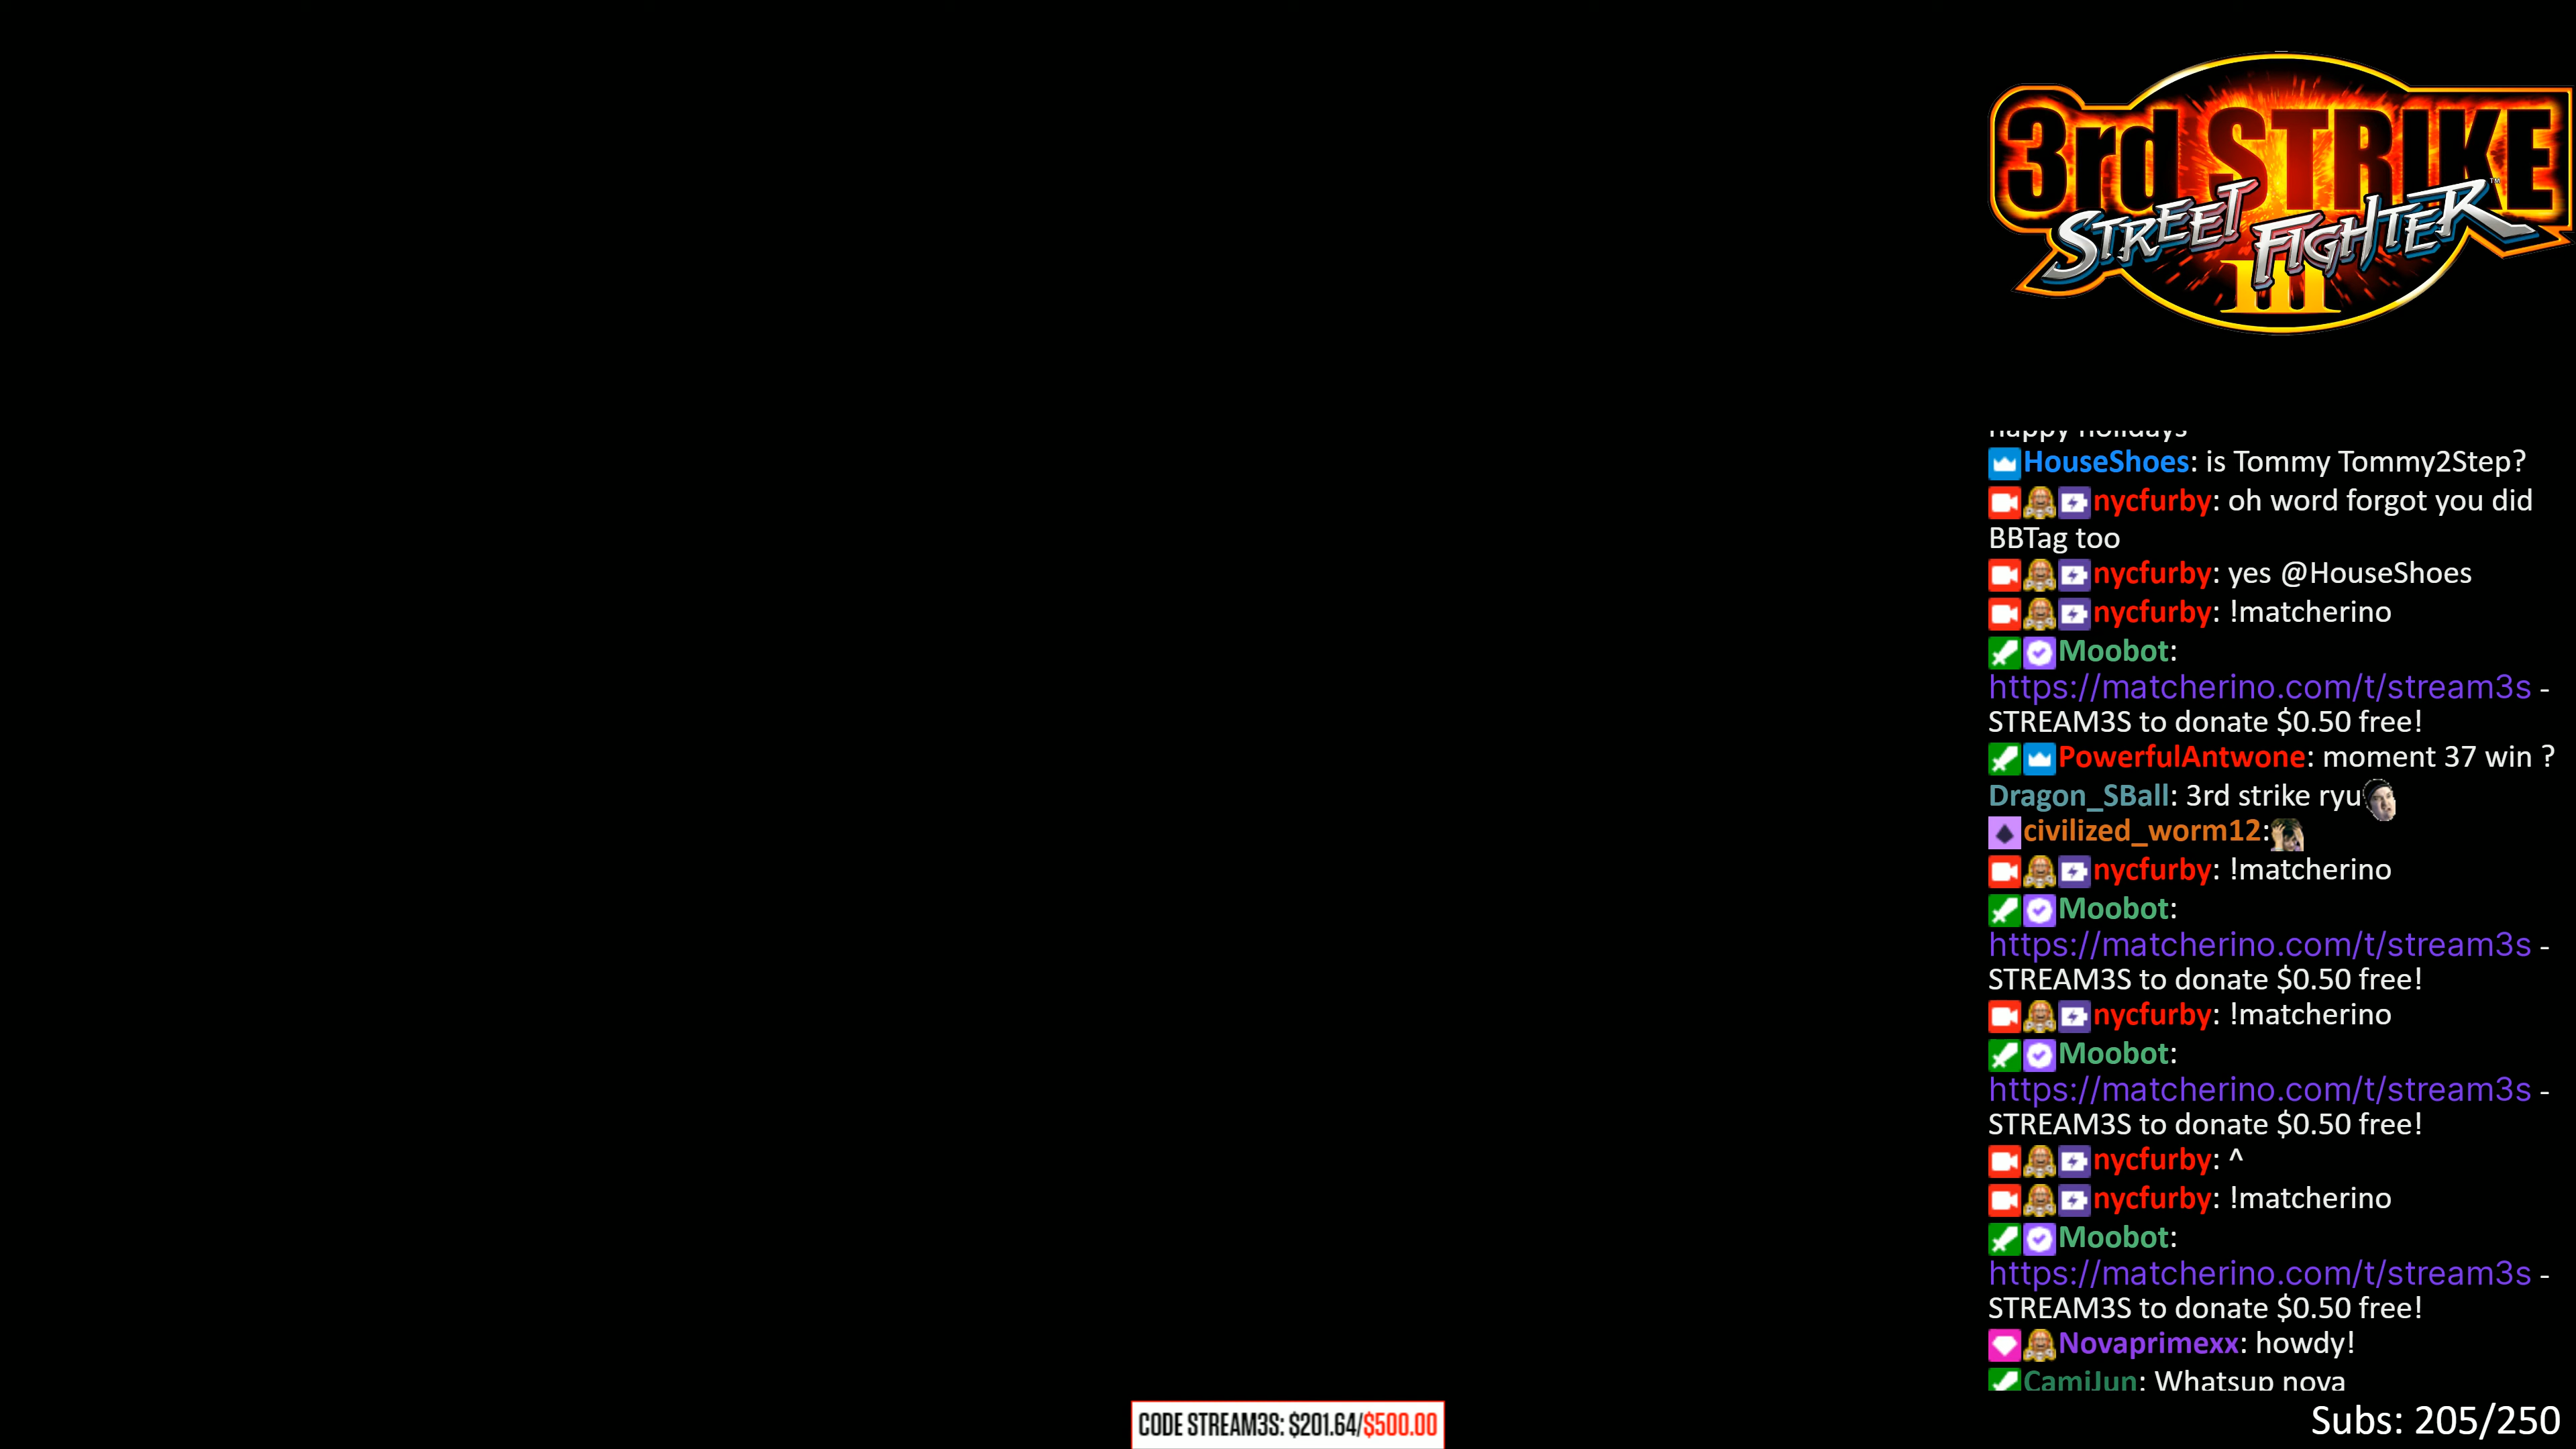 3rd STRIKE
STREET FIGHTER
III
happy holidays
HouseShoes: is Tommy Tommy2Step?
nycfurby: oh word forgot you did
BBTag too
nycfurby: yes @HouseShoes
nycfurby: !matcherino
Moobot:
https://matcherino.com/t/stream3s -
STREAM3S to donate $0.50 free!
PowerfulAntwone: moment 37 win ?
Dragon_SBall: 3rd strike ryu
civilized_worm12:
nycfurby: !matcherino
Moobot:
https://matcherino.com/t/stream3s -
STREAM3S to donate $0.50 free!
nycfurby: !matcherino
Moobot:
https://matcherino.com/t/stream3s -
STREAM3S to donate $0.50 free!
nycfurby: ^
nycfurby: !matcherino
Moobot:
https://matcherino.com/t/stream3s -
STREAM3S to donate $0.50 free!
Novaprimexx: howdy!
CamiJun: Whatsup nova
CODE STREAM3S: $201.64/$500.00
Subs: 205/250